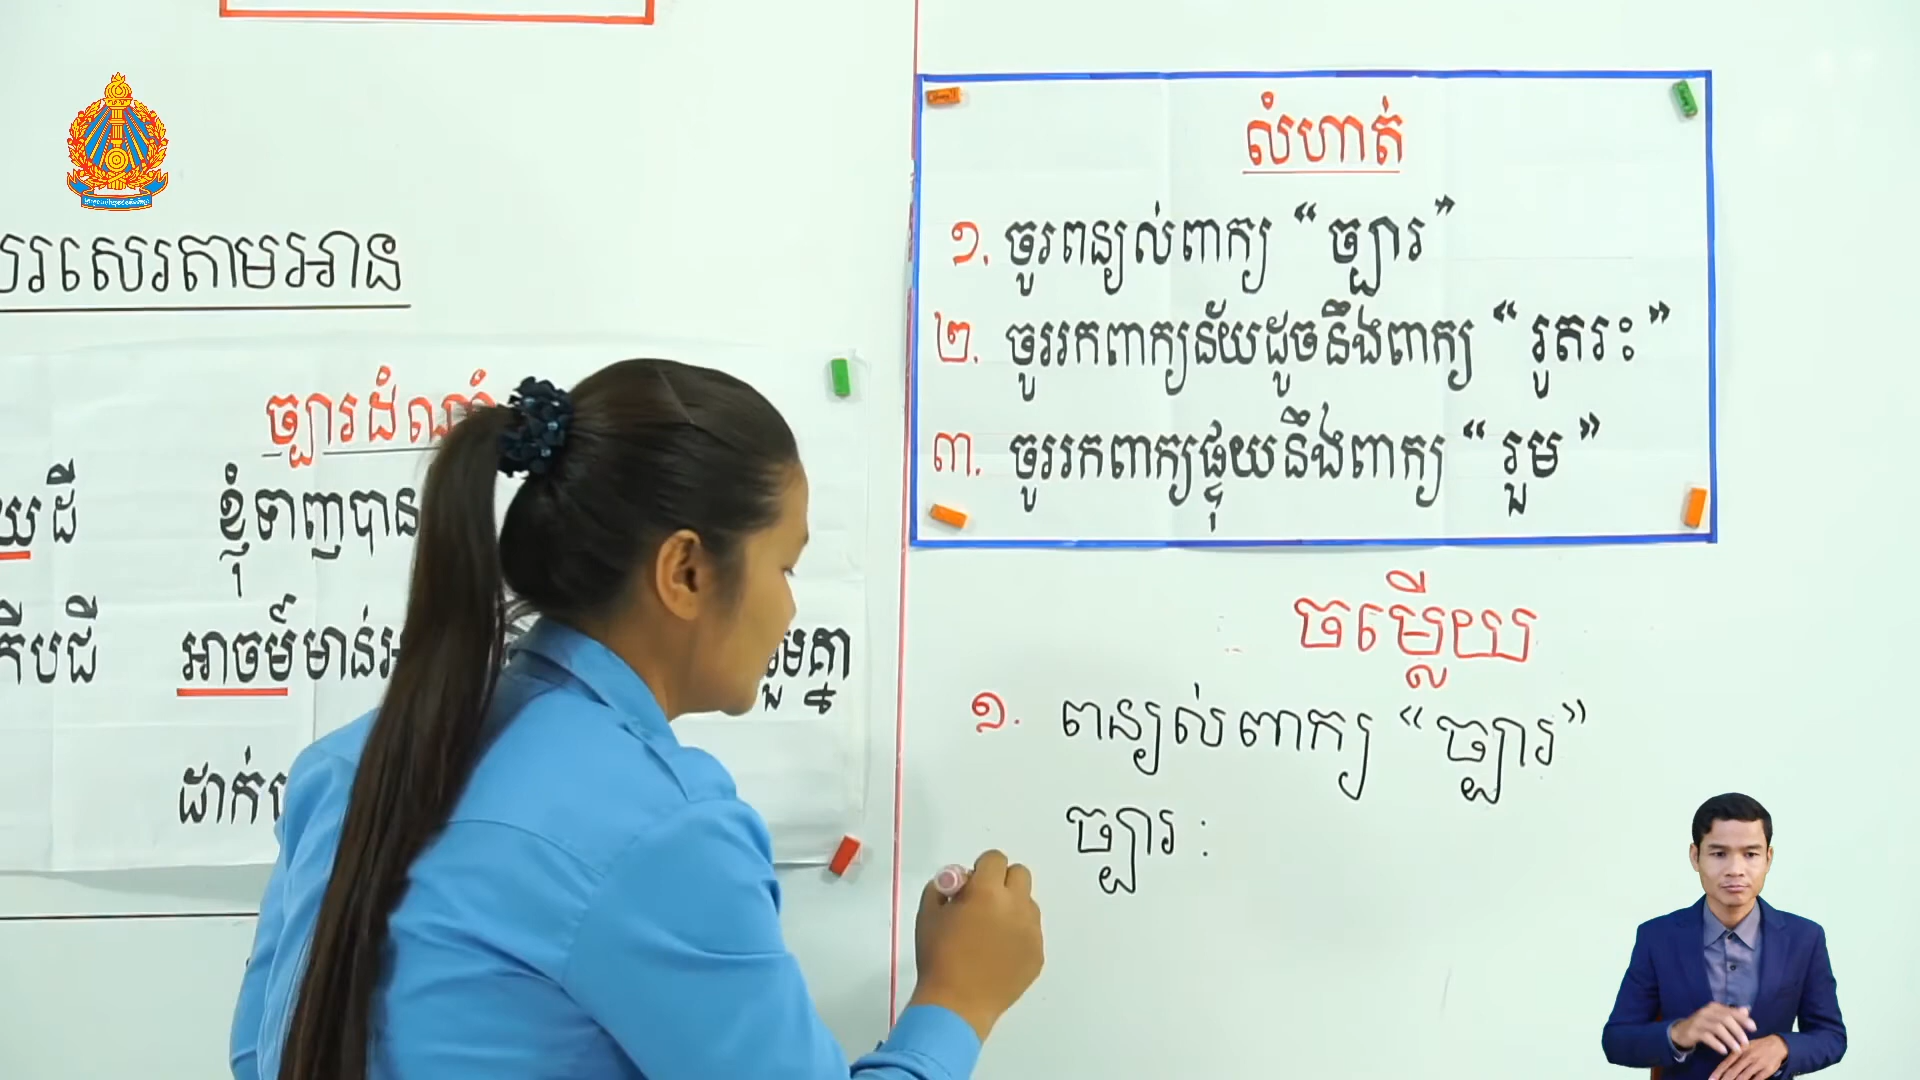 សរសេរតាមអាន
ច្បារដំណាំ
ដី ខ្ញុំទាញបាន
អាចម៍មាន់ រួមគ្នា
ដាក់
លំហាត់
១. ចូរពន្យល់ពាក្យ “ច្បារ”
២. ចូររកពាក្យន័យដូចនឹងពាក្យ “រូតរះ”
៣. ចូររកពាក្យផ្ទុយនឹងពាក្យ “រួម”
ចម្លើយ
១. ពន្យល់ពាក្យ “ច្បារ”
ច្បារ :